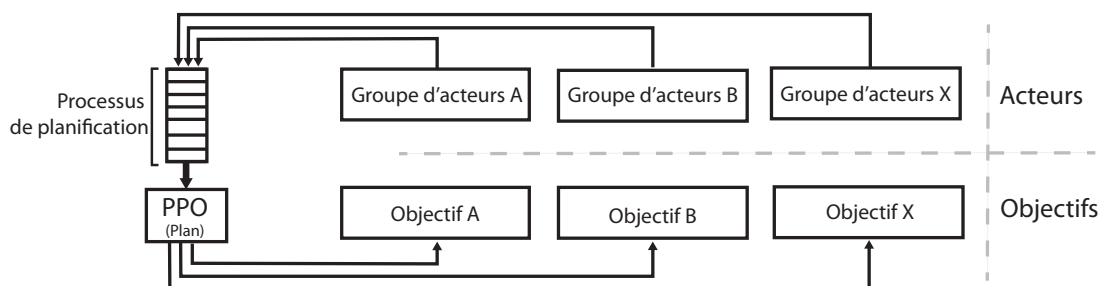 Processus
de planification
Groupe d'acteurs A
Groupe d'acteurs B
Groupe d'acteurs X
Acteurs
PPO
(Plan)
Objectif A
Objectif B
Objectif X
Objectifs